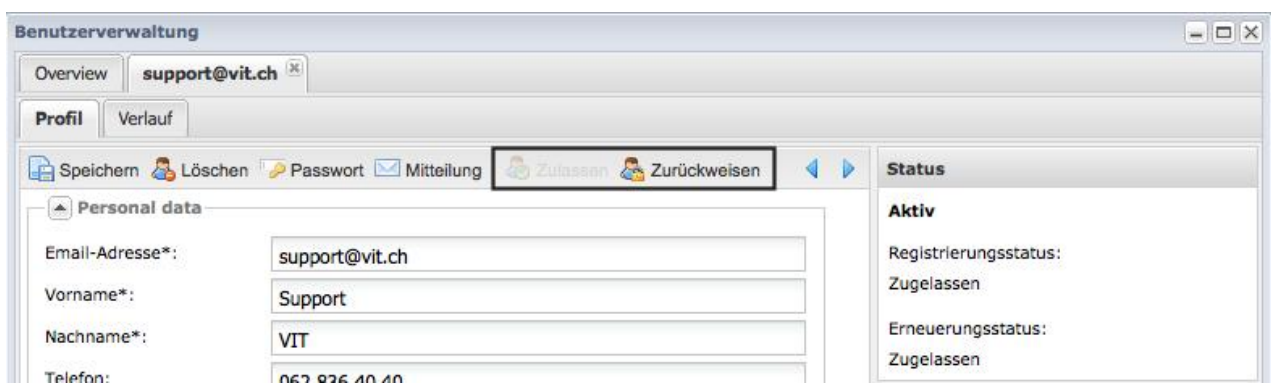 Benutzerverwaltung
Overview support@vit.ch
Profil Verlauf
Speichern Löschen Passwort Mitteilung Zulassen Zurückweisen
Status
Personal data
Aktiv
Email-Adresse*: support@vit.ch
Registrierungsstatus:
Zugelassen
Vorname*: Support
Nachname*: VIT
Erneuerungsstatus:
Zugelassen
Telefon: 062 836 40 40